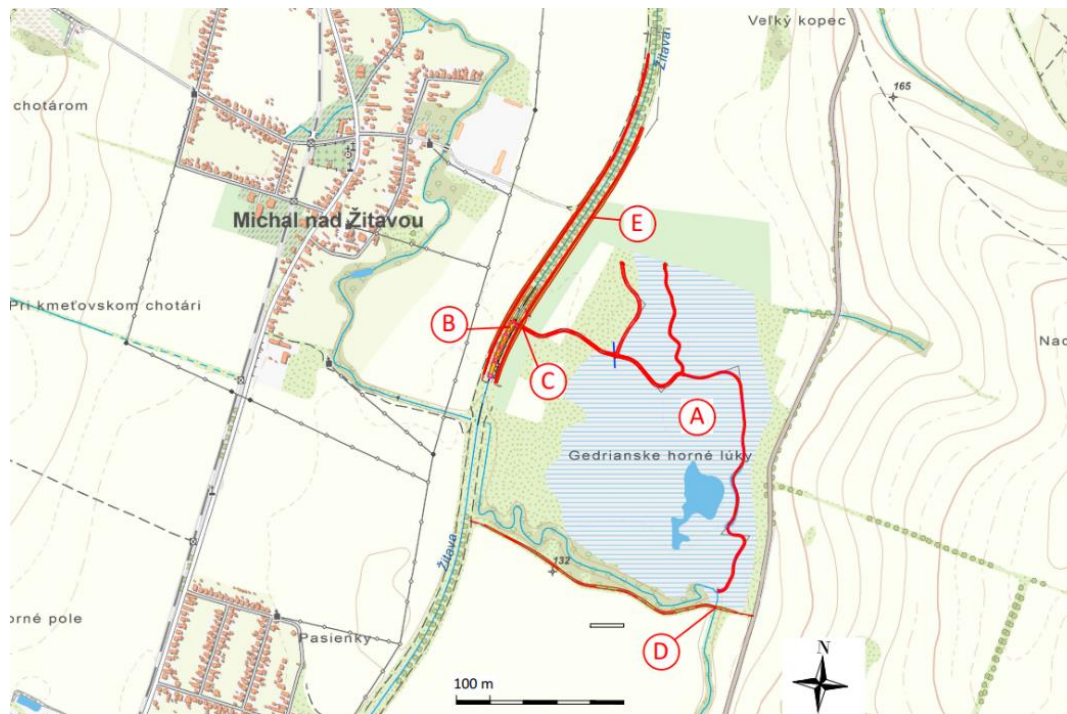 Veľký kopec
Žitava
165
chotárom
Michal nad Žitavou
E
B
Pri kmeťovskom chotári
C
A
Gedrianske horné lúky
Žitava
132
orné pole
Pasienky
D
N
100 m